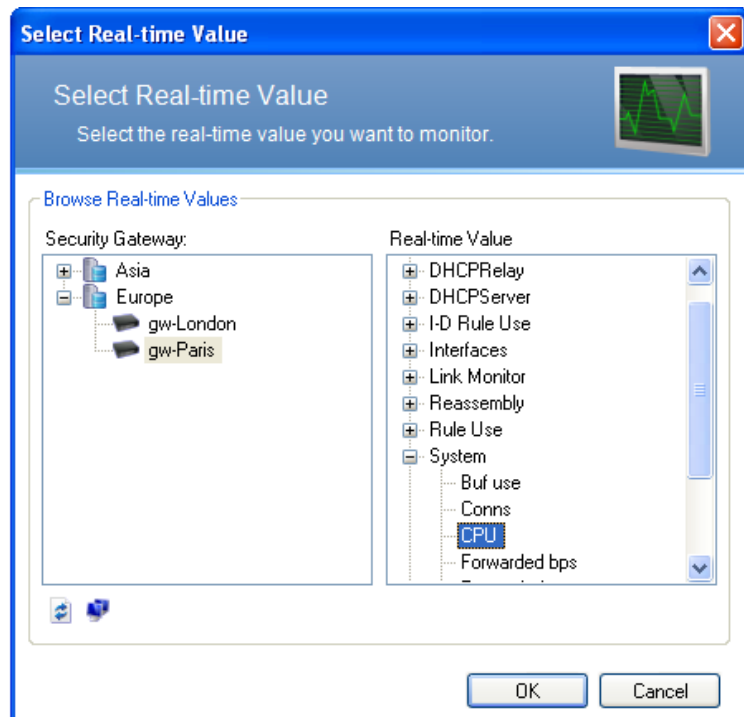 Select Real-time Value
Select Real-time Value
Select the real-time value you want to monitor.
Browse Real-time Values
Security Gateway:
Asia
Europe
gw-London
gw-Paris
Real-time Value
DHCPRelay
DHCPServer
I-D Rule Use
Interfaces
Link Monitor
Reassembly
Rule Use
System
Buf use
Conns
CPU
Forwarded bps
OK
Cancel